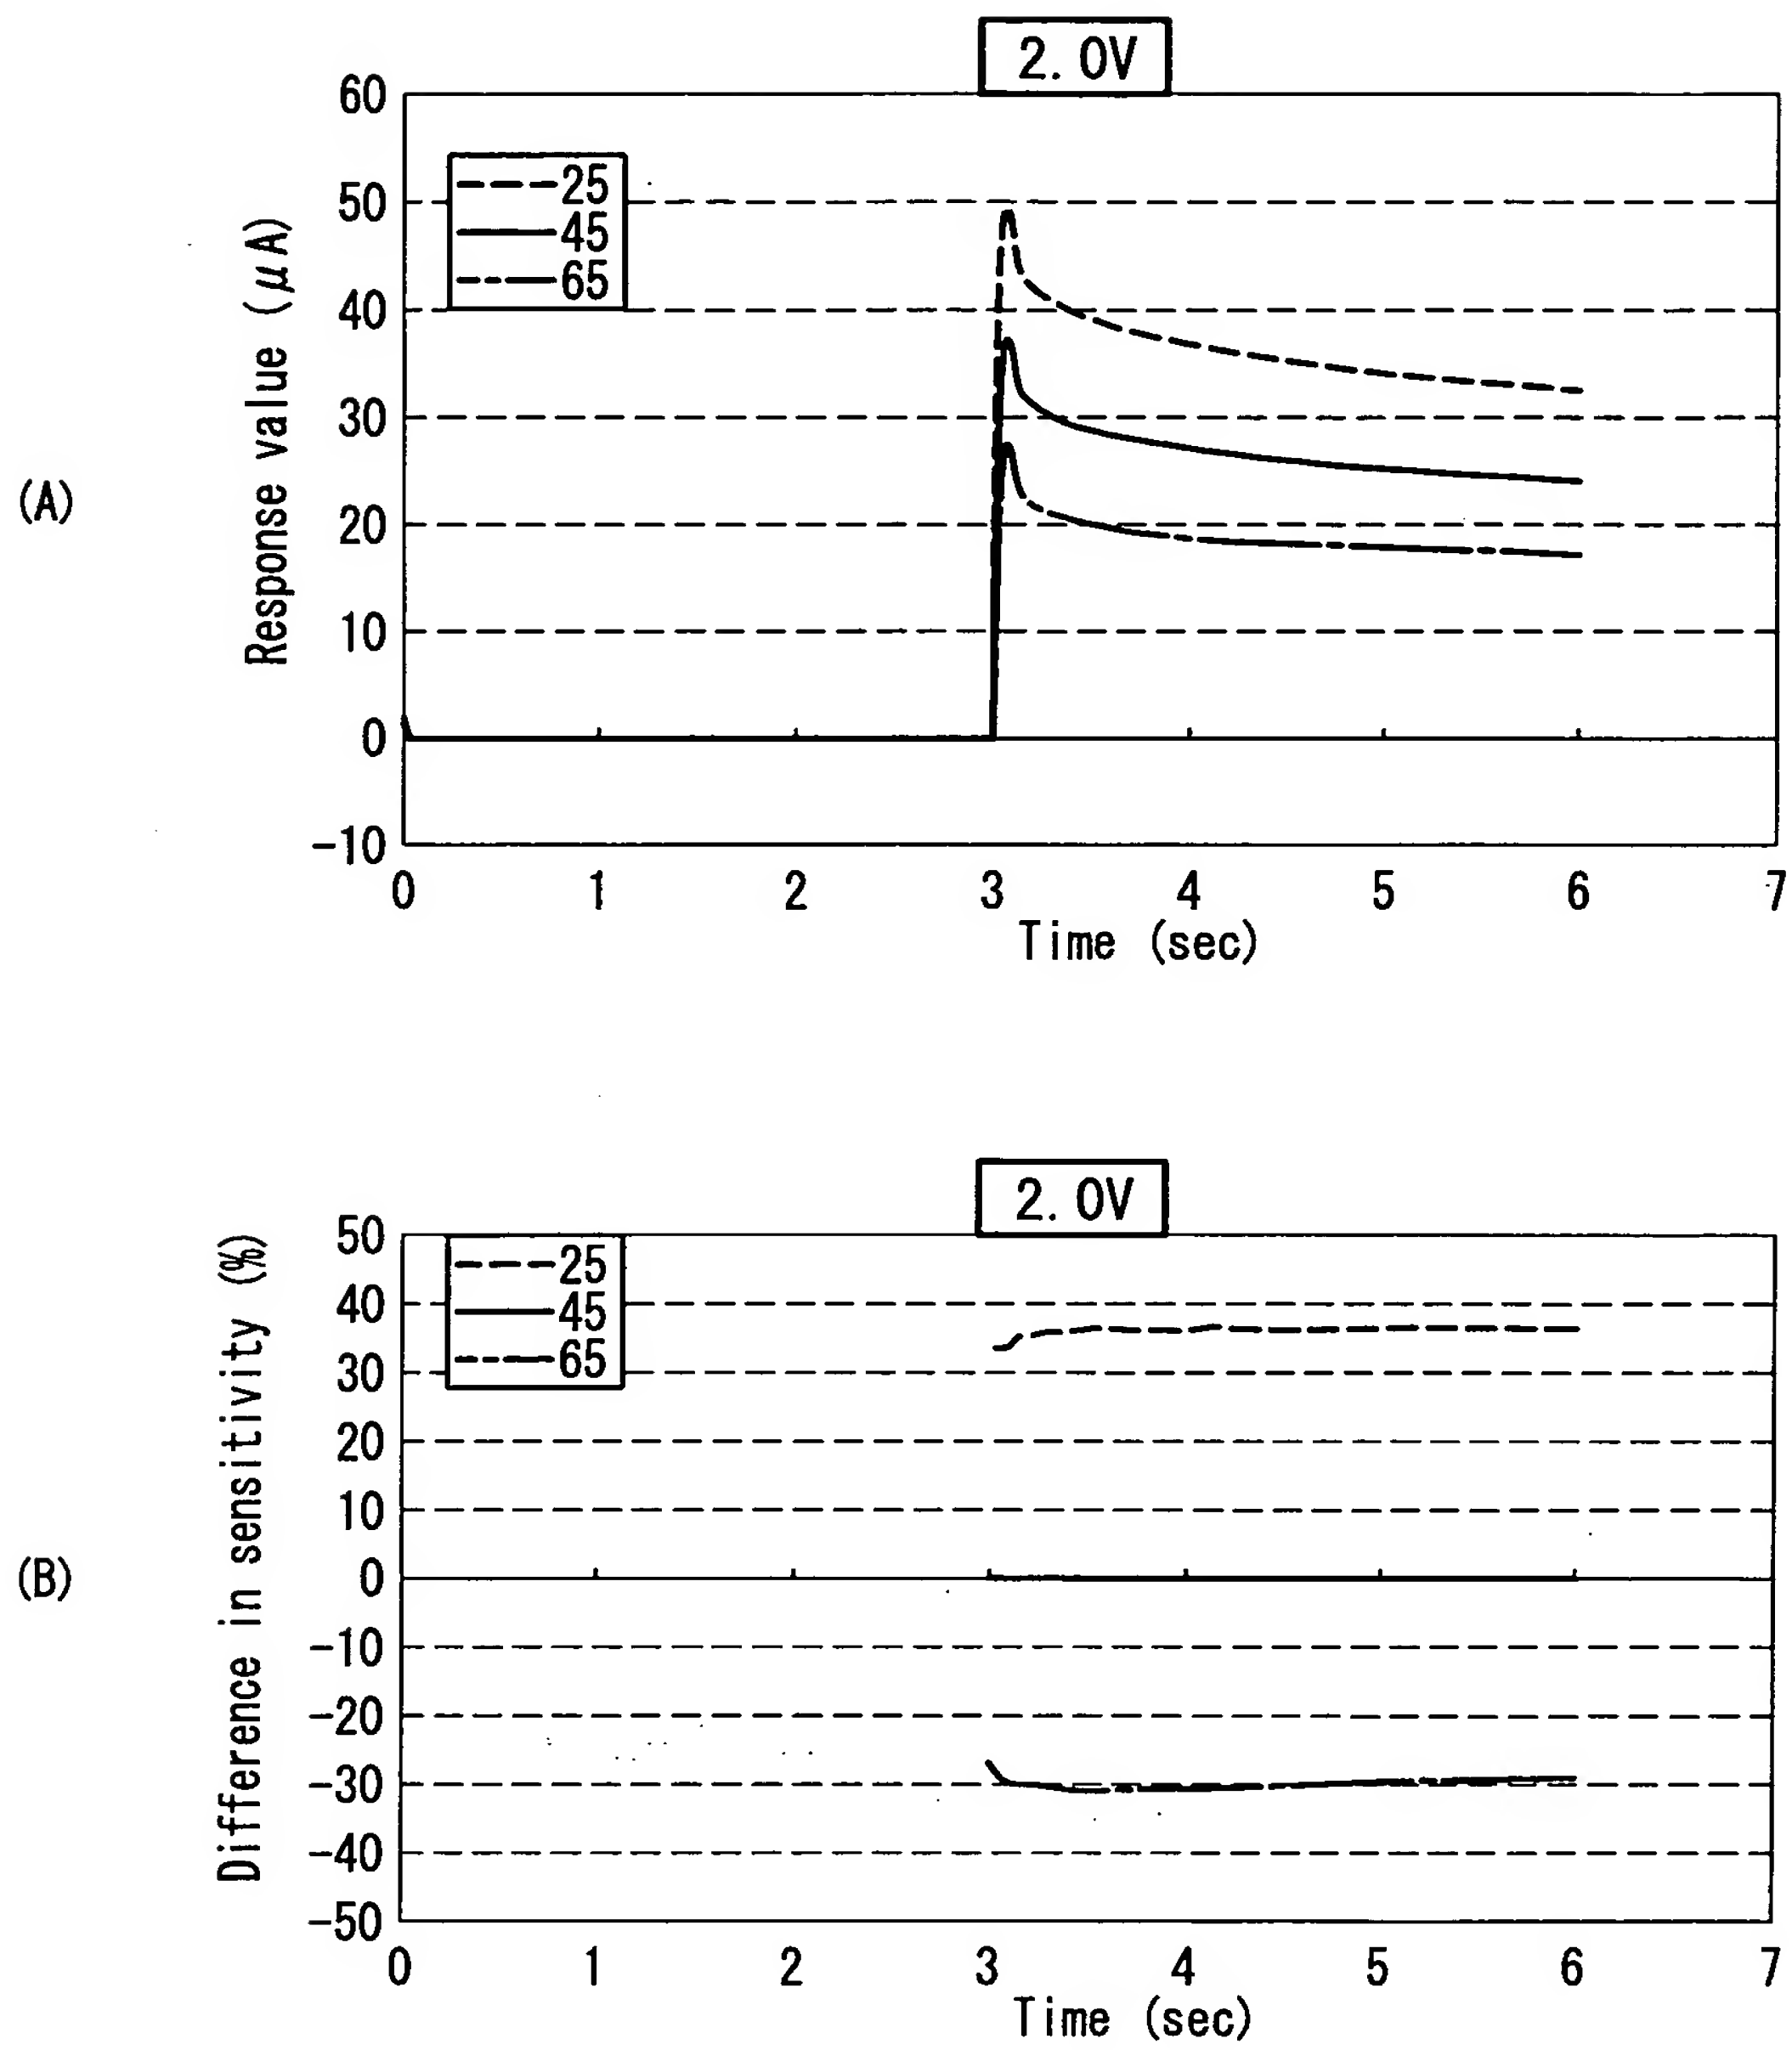 2. 0V
60
50
40
30
20
10
0
-10
25
45
65
Response value (μA)
(A)
0 1 2 3 4 5 6 7
Time (sec)
2. 0V
50
40
30
20
10
0
-10
-20
-30
-40
-50
25
45
65
Difference in sensitivity (%)
(B)
0 1 2 3 4 5 6 7
Time (sec)